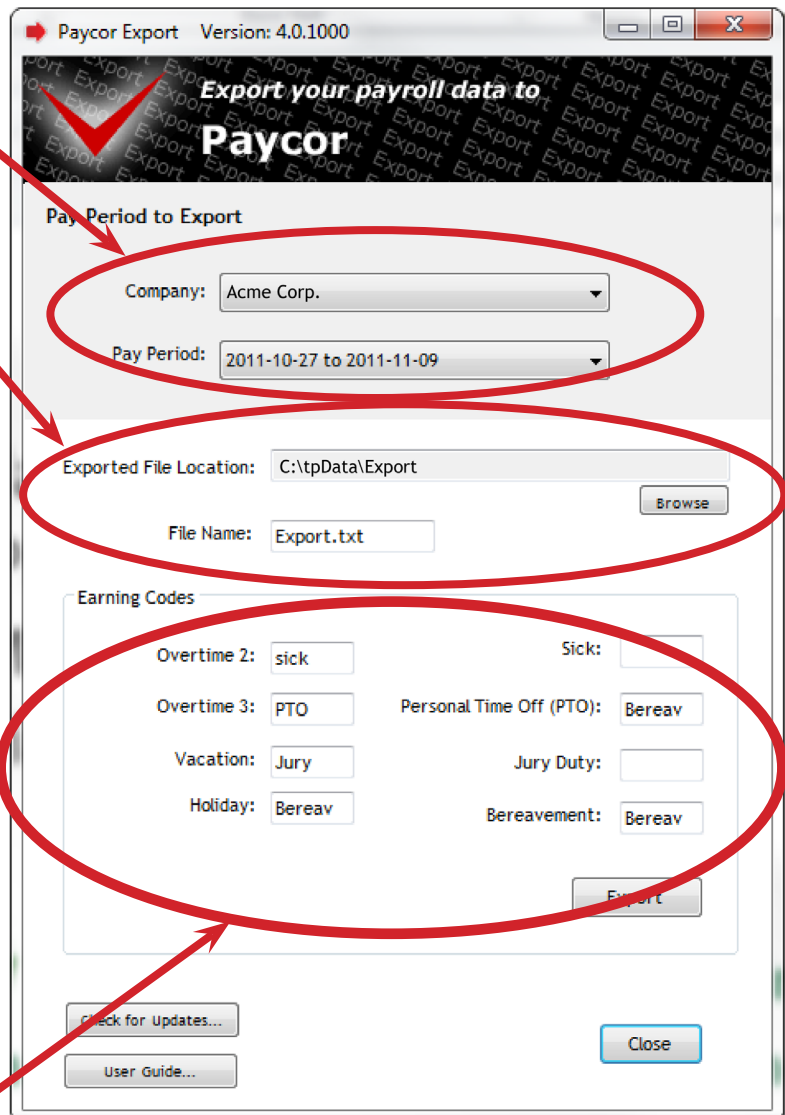 Paycor Export Version: 4.0.1000
Export your payroll data to
Paycor
Pay Period to Export
Company: Acme Corp.
Pay Period: 2011-10-27 to 2011-11-09
Exported File Location: C:\tpData\Export
Browse
File Name: Export.txt
Earning Codes
Overtime 2: sick Sick:
Overtime 3: PTO Personal Time Off (PTO): Bereav
Vacation: Jury Jury Duty:
Holiday: Bereav Bereavement: Bereav
Export
Check for Updates...
Close
User Guide...